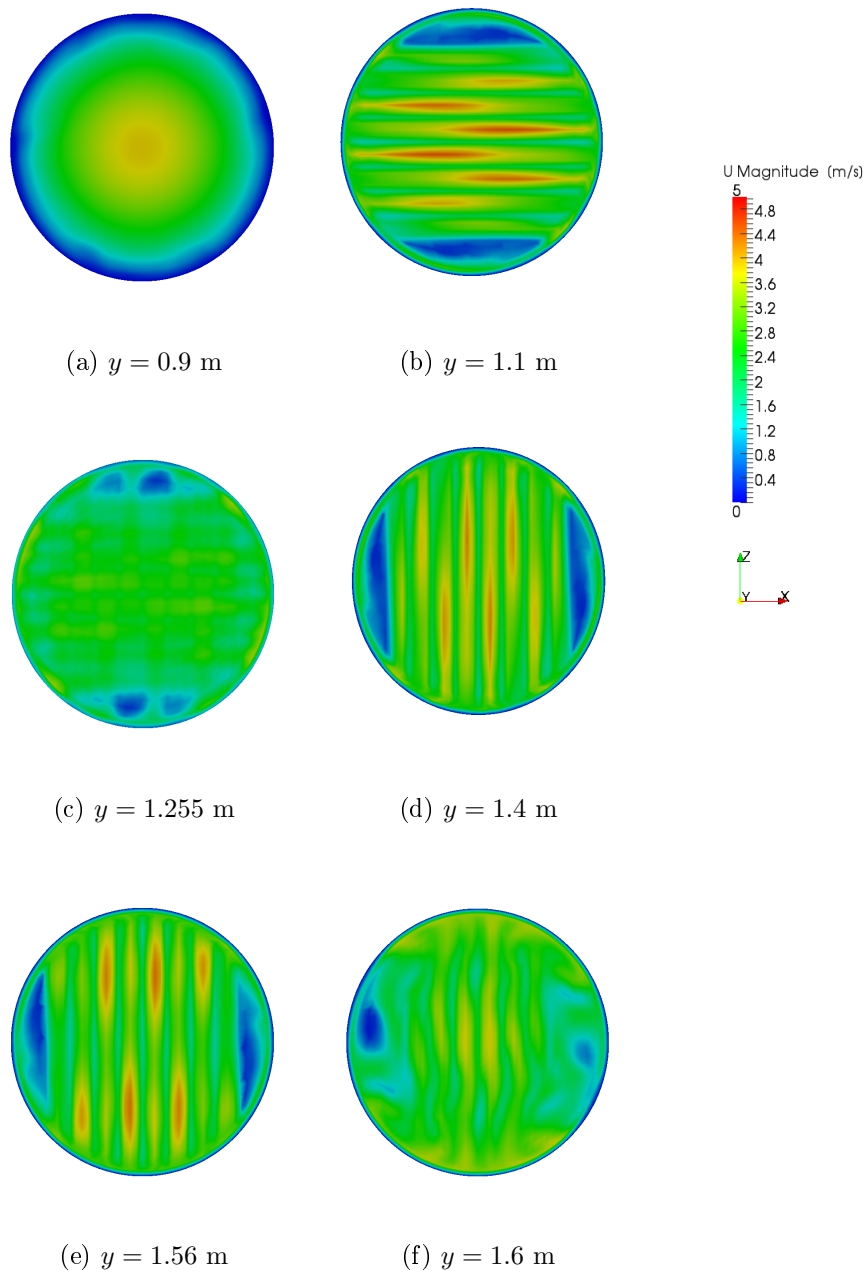 U Magnitude (m/s)
5
4.8
4.4
4
3.6
3.2
2.8
2.4
2
1.6
1.2
0.8
0.4
0
(a) y = 0.9 m
(b) y = 1.1 m
Z
Y
X
(c) y = 1.255 m
(d) y = 1.4 m
(e) y = 1.56 m
(f) y = 1.6 m